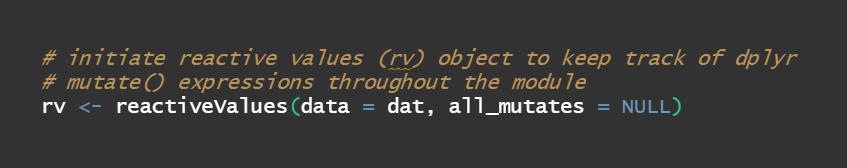 # initiate reactive values (rv) object to keep track of dplyr
# mutate() expressions throughout the module
rv <- reactiveValues(data = dat, all_mutates = NULL)